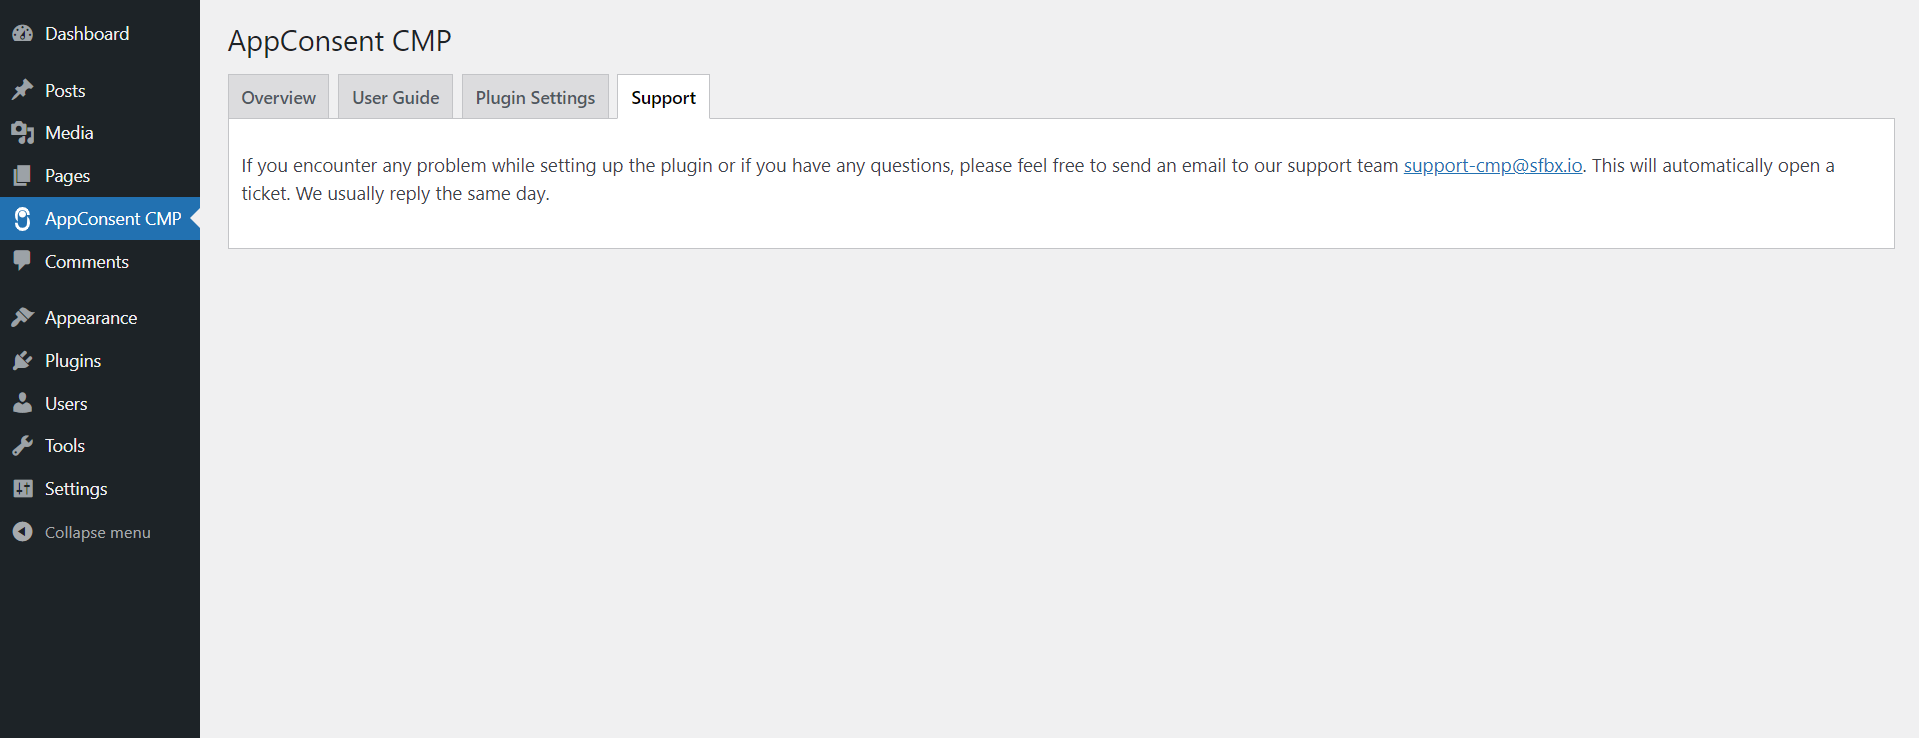 Dashboard
Posts
Media
Pages
AppConsent CMP
Comments
Appearance
Plugins
Users
Tools
Settings
Collapse menu
AppConsent CMP
Overview
User Guide
Plugin Settings
Support
If you encounter any problem while setting up the plugin or if you have any questions, please feel free to send an email to our support team support-cmp@sfbx.io. This will automatically open a
ticket. We usually reply the same day.